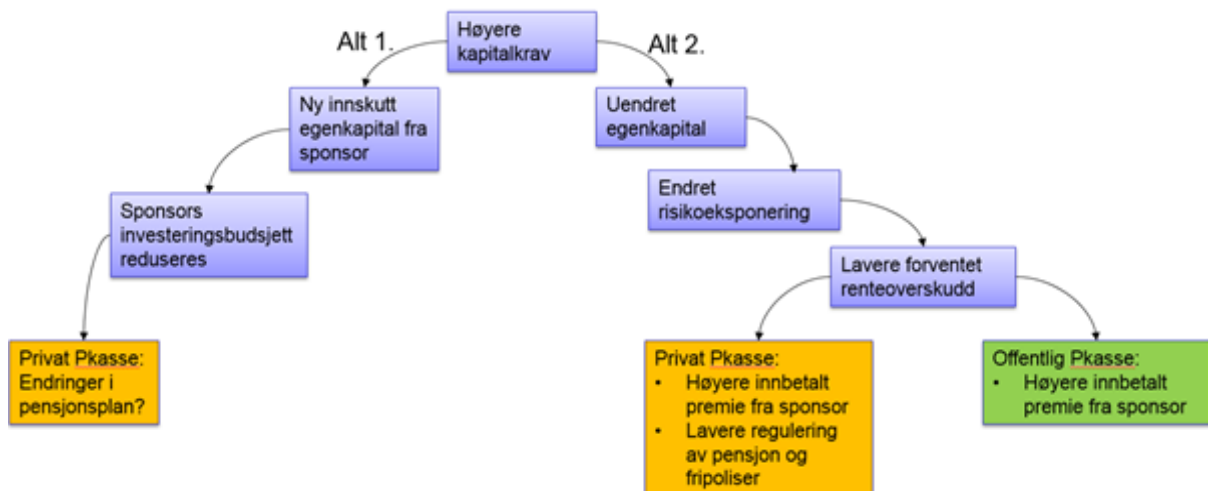 Høyere
kapitalkrav
Alt 1.
Alt 2.
Ny innskutt
egenkapital fra
sponsor
Uendret
egenkapital
Sponsors
investeringsbudsjett
reduseres
Endret
risikoeksponering
Lavere forventet
renteoverskudd
Privat Pkasse:
Endringer i
pensjonsplan?
Privat Pkasse:
• Høyere innbetalt
premie fra sponsor
• Lavere regulering
av pensjon og
fripoliser
Offentlig Pkasse:
• Høyere innbetalt
premie fra sponsor